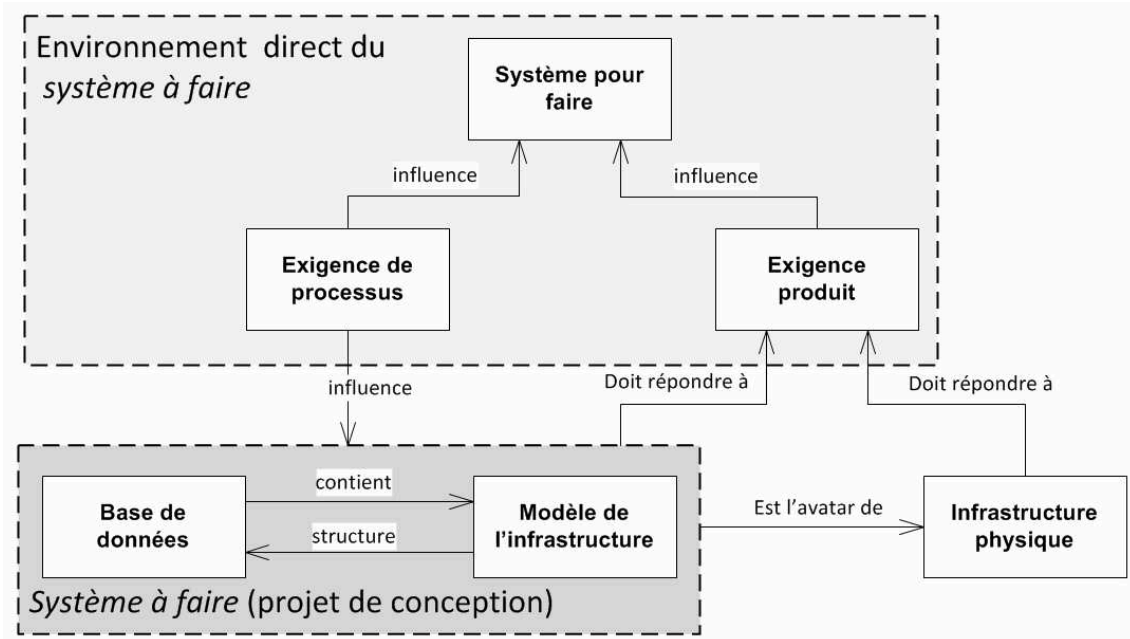 Environnement direct du
système à faire
Système pour
faire
influence
influence
Exigence de
processus
Exigence
produit
influence
Doit répondre à
Doit répondre à
contient
Base de
données
Modèle de
l'infrastructure
structure
Est l'avatar de
Infrastructure
physique
Système à faire (projet de conception)